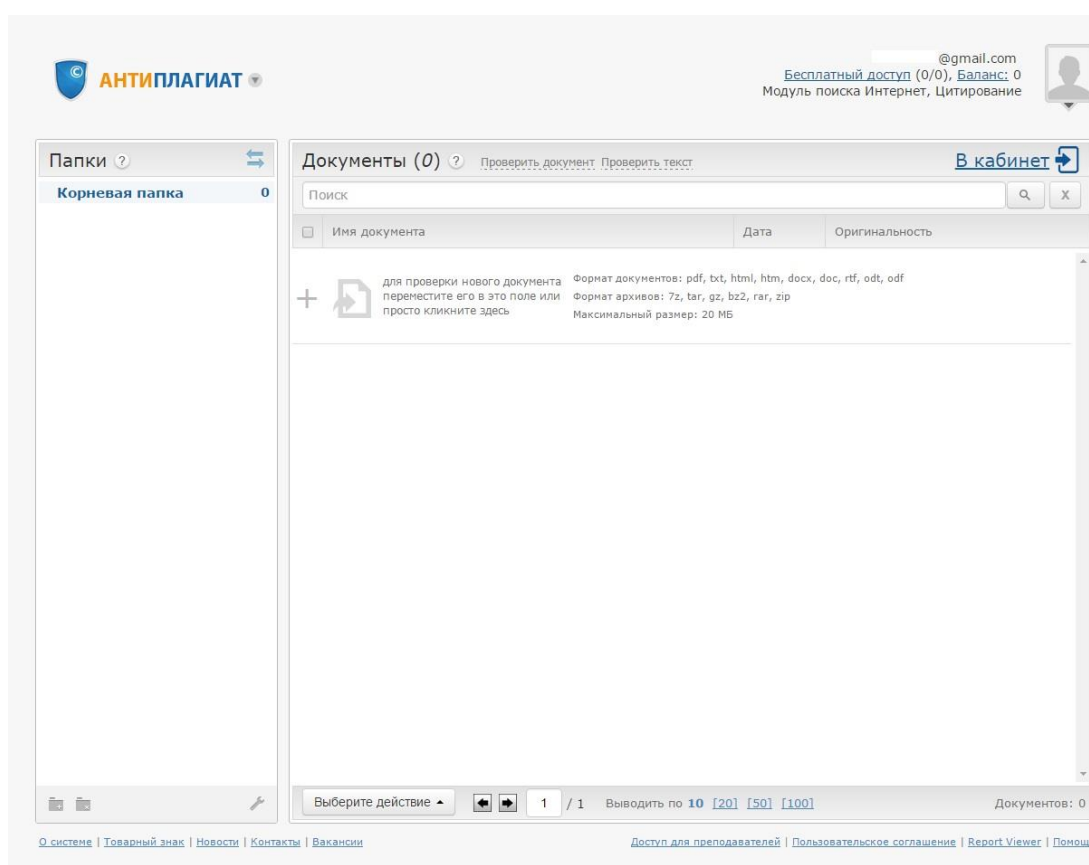 @gmail.com
АНТИПЛАГИАТ
Бесплатный доступ (0/0), Баланс: 0
Модуль поиска Интернет, Цитирование
Папки ?
Документы (0) ? Проверить документ Проверить текст
В кабинет
Корневая папка 0
Поиск
X
Имя документа Дата Оригинальность
для проверки нового документа
переместите его в это поле или
просто кликните здесь
Формат документов: pdf, txt, html, htm, docx, doc, rtf, odt, odf
Формат архивов: 7z, tar, gz, bz2, rar, zip
Максимальный размер: 20 МБ
Выберите действие 1 / 1 Выводить по 10 [20] [50] [100] Документов: 0
О системе | Товарный знак | Новости | Контакты | Вакансии
Доступ для преподавателей | Пользовательское соглашение | Report Viewer | Помощ